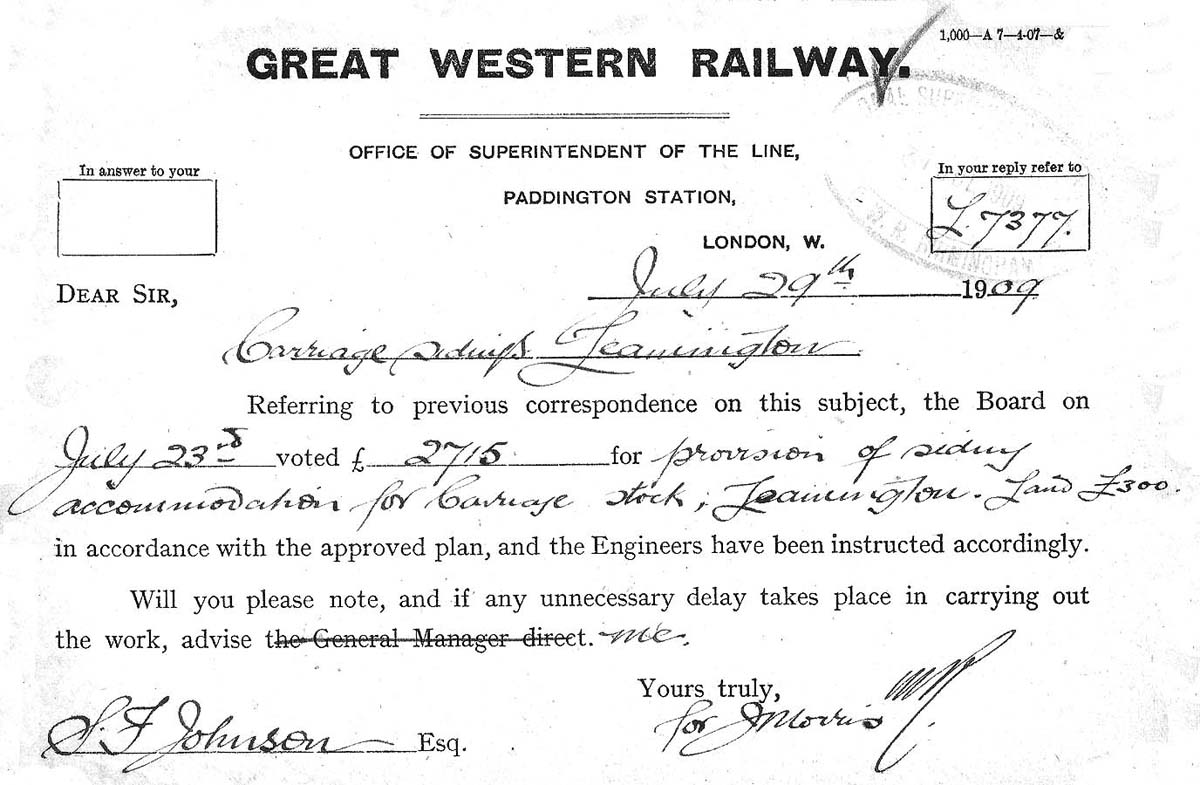 1,000—A 7—4-07—&
GREAT WESTERN RAILWAY.
OFFICE OF SUPERINTENDENT OF THE LINE,
PADDINGTON STATION,
LONDON, W.
In answer to your
In your reply refer to
L. 7377.
July 29th 1909
DEAR SIR,
Carriage sidings Leamington
Referring to previous correspondence on this subject, the Board on
July 23rd voted £ 2715 for provision of siding
accommodation for Carriage stock, Leamington. Land £300.
in accordance with the approved plan, and the Engineers have been instructed accordingly.
Will you please note, and if any unnecessary delay takes place in carrying out
the work, advise the General Manager direct. me.
Yours truly,
for J Morris
S. F Johnson Esq.